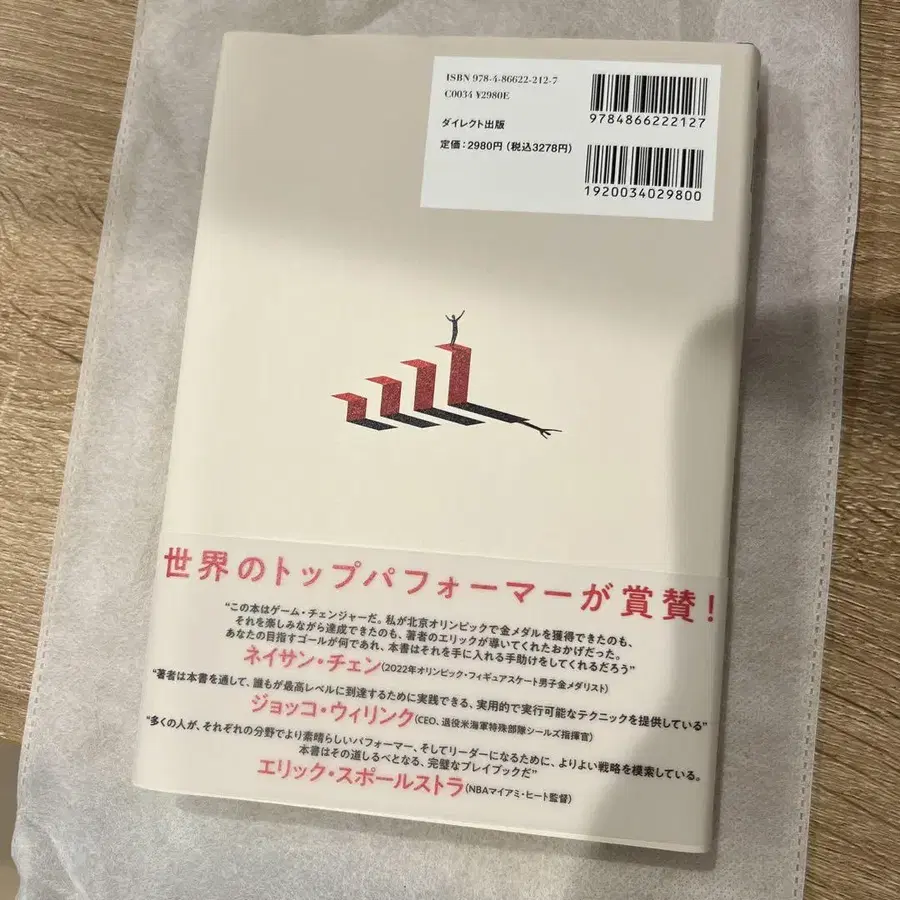 ISBN 978-4-86622-212-7
C0034 ¥2980E
9784866222127
ダイレクト出版
定価:2980円(税込3278円)
1920034029800
世界のトップパフォーマーが賞賛!
“この本はゲーム・チェンジャーだ。私が北京オリンピックで金メダルを獲得できたのも、
それを楽しみながら達成できたのも、著者のエリックが導いてくれたおかげだった。
あなたの目指すゴールが何であれ、本書はそれを手に入れる手助けをしてくれるだろう”
ネイサン・チェン(2022年オリンピック・フィギュアスケート男子金メダリスト)
“著者は本書を通して、誰もが最高レベルに到達するために実践できる、実用的で実行可能なテクニックを提供している”
ジョッコ・ウィリンク(CEO、退役米海軍特殊部隊シールズ指揮官)
“多くの人が、それぞれの分野でより素晴らしいパフォーマー、そしてリーダーになるために、よりよい戦略を模索している。
本書はその道しるべとなる、完璧なプレイブックだ”
エリック・スポールストラ(NBAマイアミ・ヒート監督)